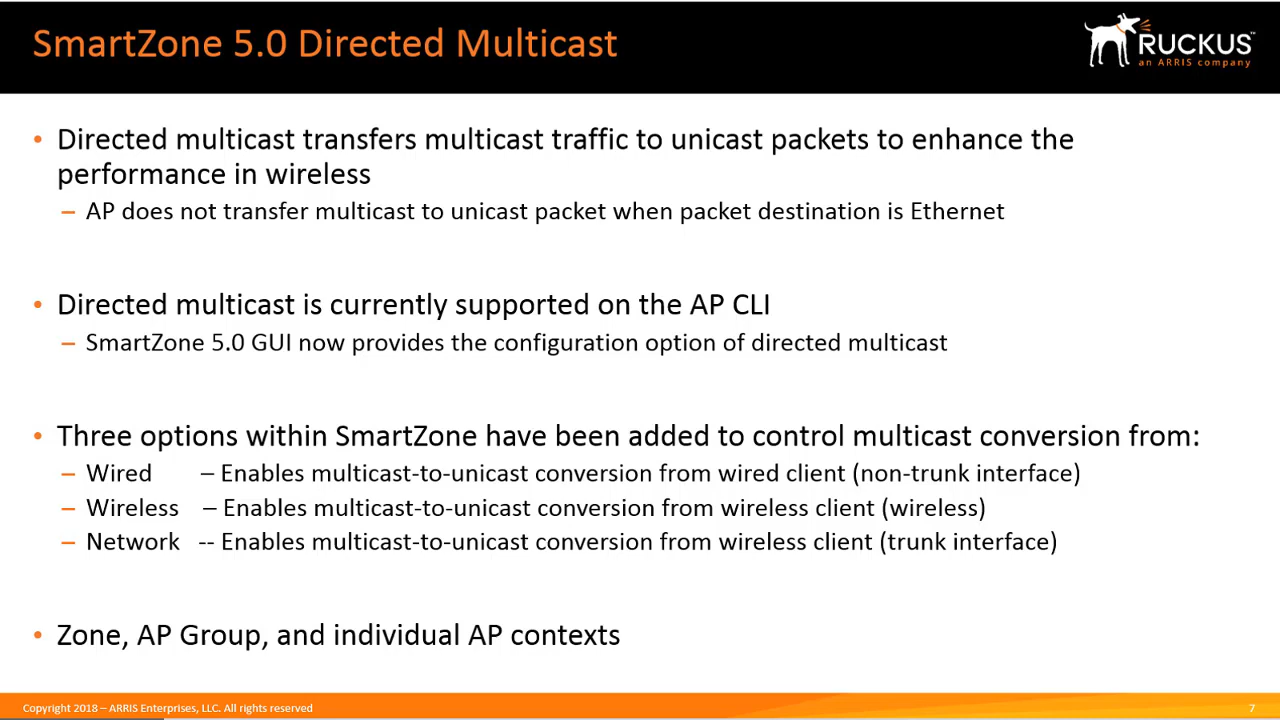 SmartZone 5.0 Directed Multicast
RUCKUS™
an ARRIS company
• Directed multicast transfers multicast traffic to unicast packets to enhance the
performance in wireless
– AP does not transfer multicast to unicast packet when packet destination is Ethernet
• Directed multicast is currently supported on the AP CLI
– SmartZone 5.0 GUI now provides the configuration option of directed multicast
• Three options within SmartZone have been added to control multicast conversion from:
– Wired – Enables multicast-to-unicast conversion from wired client (non-trunk interface)
– Wireless – Enables multicast-to-unicast conversion from wireless client (wireless)
– Network -- Enables multicast-to-unicast conversion from wireless client (trunk interface)
• Zone, AP Group, and individual AP contexts
Copyright 2018 – ARRIS Enterprises, LLC. All rights reserved
7